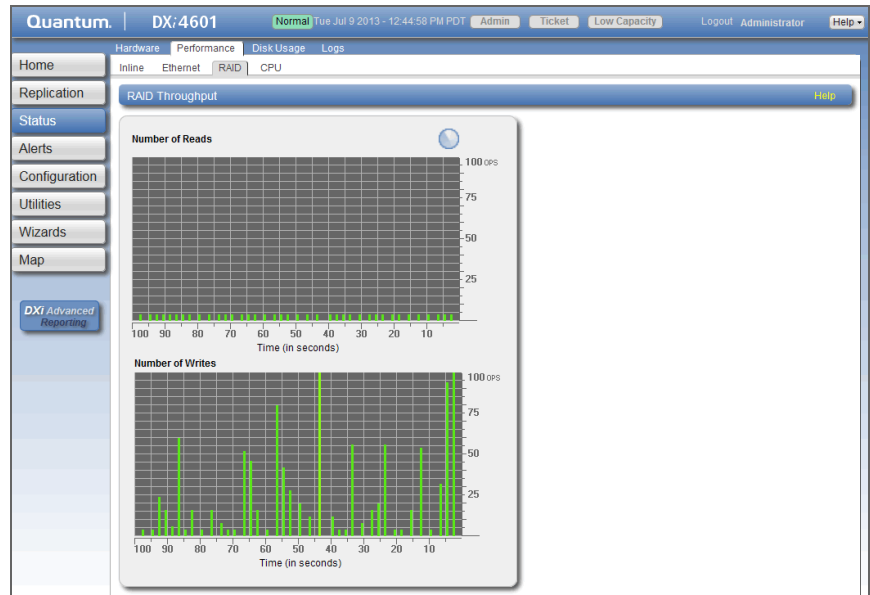 Quantum. DXi4601 Normal Tue Jul 9 2013 - 12:44:58 PM PDT Admin Ticket Low Capacity Logout Administrator Help
Hardware Performance Disk Usage Logs
Inline Ethernet RAID CPU
Home
Replication
Status
Alerts
Configuration
Utilities
Wizards
Map
DXi Advanced
Reporting
RAID Throughput Help
Number of Reads
100 OPS
75
50
25
100 90 80 70 60 50 40 30 20 10
Time (in seconds)
Number of Writes
100 OPS
75
50
25
100 90 80 70 60 50 40 30 20 10
Time (in seconds)